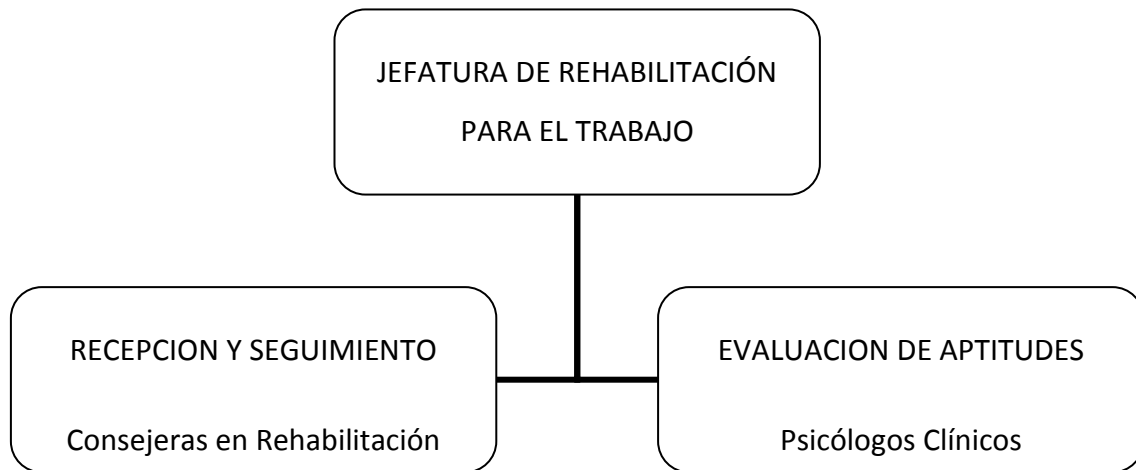 JEFATURA DE REHABILITACIÓN
PARA EL TRABAJO
RECEPCION Y SEGUIMIENTO
Consejeras en Rehabilitación
EVALUACION DE APTITUDES
Psicólogos Clínicos